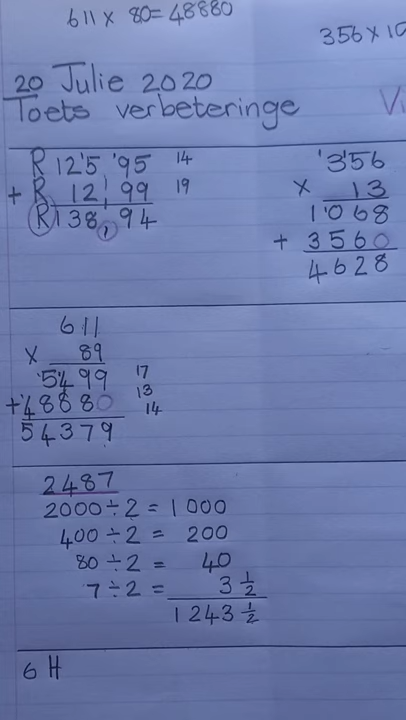 611 x 80 = 48880
356 x 10
20 Julie 2020
Toets verbeteringe
R 125,95 14
+ R 12,99 19
R138,94
356
x 13
1068
+ 3560
4628
611
x 89
5499 17
+48880 13
14
54379
2487
2000 ÷ 2 = 1000
400 ÷ 2 = 200
80 ÷ 2 = 40
7 ÷ 2 = 3 ½
1243 ½
6 H